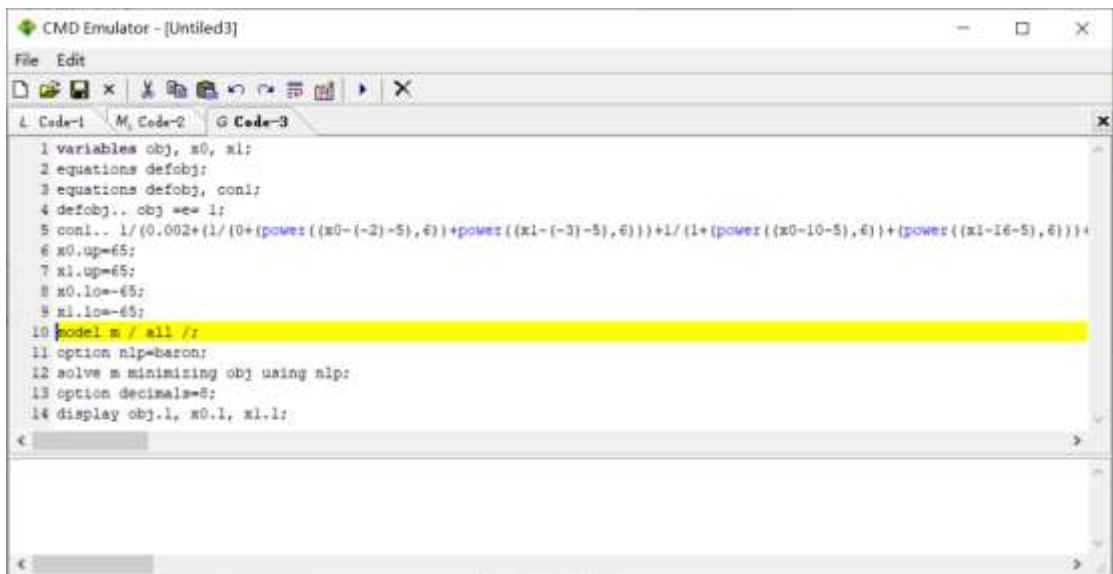 CMD Emulator - [Untiled3]
File Edit
L Code-1 M, Code-2 G Code-3
1 variables obj, x0, x1;
2 equations defobj;
3 equations defobj, con1;
4 defobj.. obj =e= 1;
5 con1.. 1/(0.002+(1/(0+(power((x0-(-2)-5),6))+power((x1-(-3)-5),6)))+1/(1+(power((x0-10-5),6))+(power((x1-16-5),6)))+
6 x0.up=65;
7 x1.up=65;
8 x0.lo=-65;
9 x1.lo=-65;
10 model m / all /;
11 option nlp=baron;
12 solve m minimizing obj using nlp;
13 option decimals=8;
14 display obj.l, x0.l, x1.l;